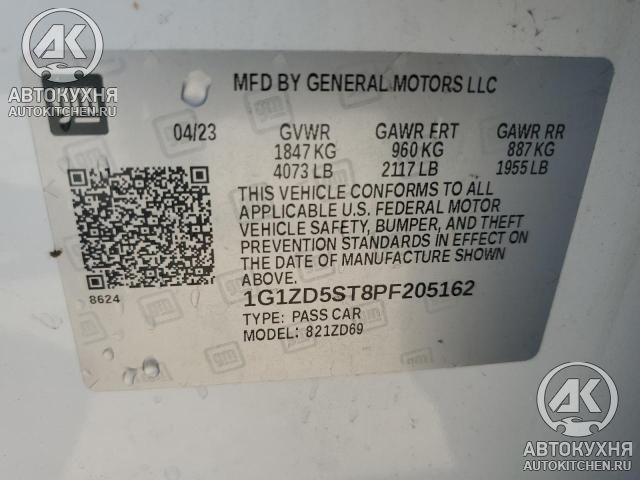 MFD BY GENERAL MOTORS LLC
04/23 GVWR GAWR FRT GAWR RR
1847 KG 960 KG 887 KG
4073 LB 2117 LB 1955 LB
THIS VEHICLE CONFORMS TO ALL
APPLICABLE U.S. FEDERAL MOTOR
VEHICLE SAFETY, BUMPER, AND THEFT
PREVENTION STANDARDS IN EFFECT ON
THE DATE OF MANUFACTURE SHOWN
ABOVE.
8624
1G1ZD5ST8PF205162
TYPE: PASS CAR
MODEL: 821ZD69
gm
АК
АВТОКУХНЯ
AUTOKITCHEN.RU
АК
АВТОКУХНЯ
AUTOKITCHEN.RU